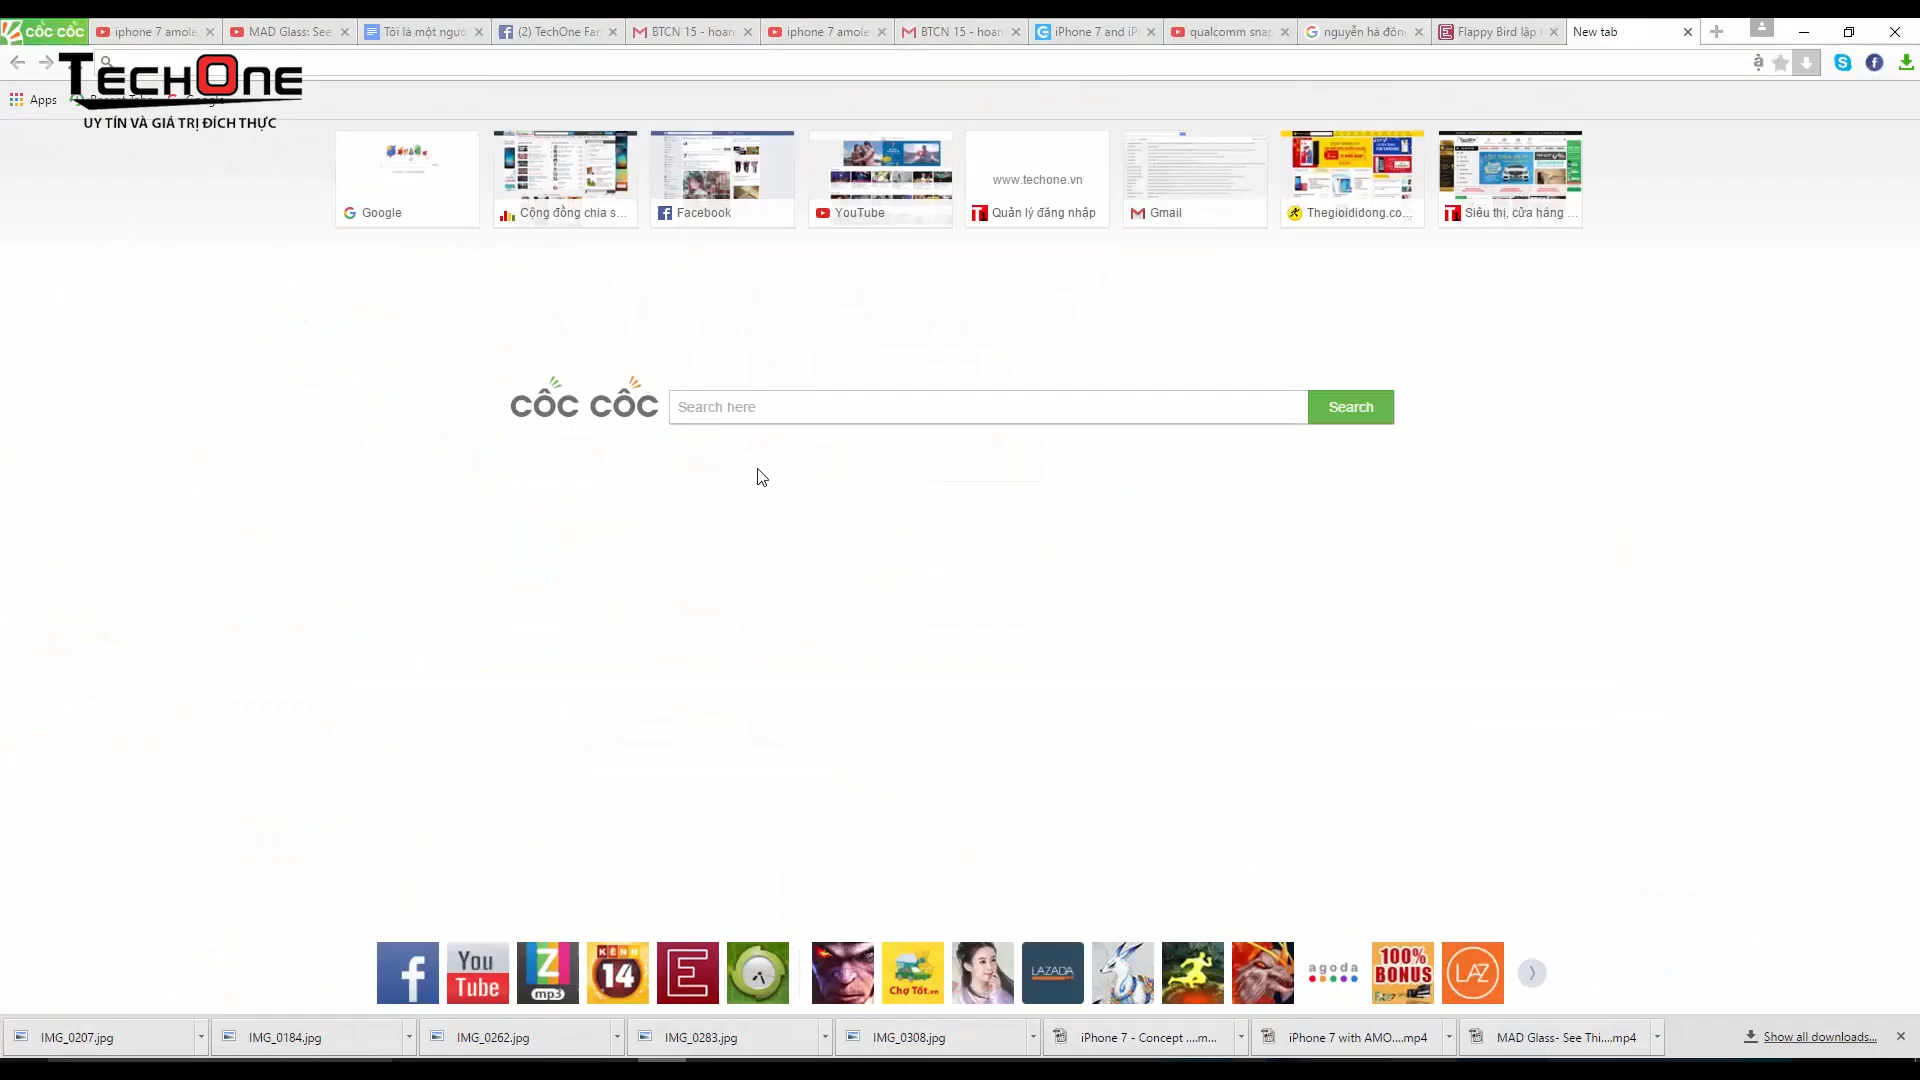 cốc cốc
iphone 7 amole
MAD Glass: See
Tôi là một ngườ
(2) TechOne Fan
BTCN 15 - hoan
iphone 7 amole
BTCN 15 - hoan
iPhone 7 and iP
qualcomm snap
nguyễn hà đôn
Flappy Bird lập
New tab
TECHONE
UY TÍN VÀ GIÁ TRỊ ĐÍCH THỰC
Apps
Google
www.techone.vn
Google
Cộng đồng chia s...
Facebook
YouTube
Quản lý đăng nhập
Gmail
Thegioididong.co...
Siêu thị, cửa hàng ...
cốc cốc
Search here
Search
You
Tube
Z
mp3
KÊNH
14
E
Chợ Tốt.vn
LAZADA
agoda
100%
BONUS
LAZ
IMG_0207.jpg
IMG_0184.jpg
IMG_0262.jpg
IMG_0283.jpg
IMG_0308.jpg
iPhone 7 - Concept ....m...
iPhone 7 with AMO....mp4
MAD Glass- See Thi....mp4
Show all downloads...